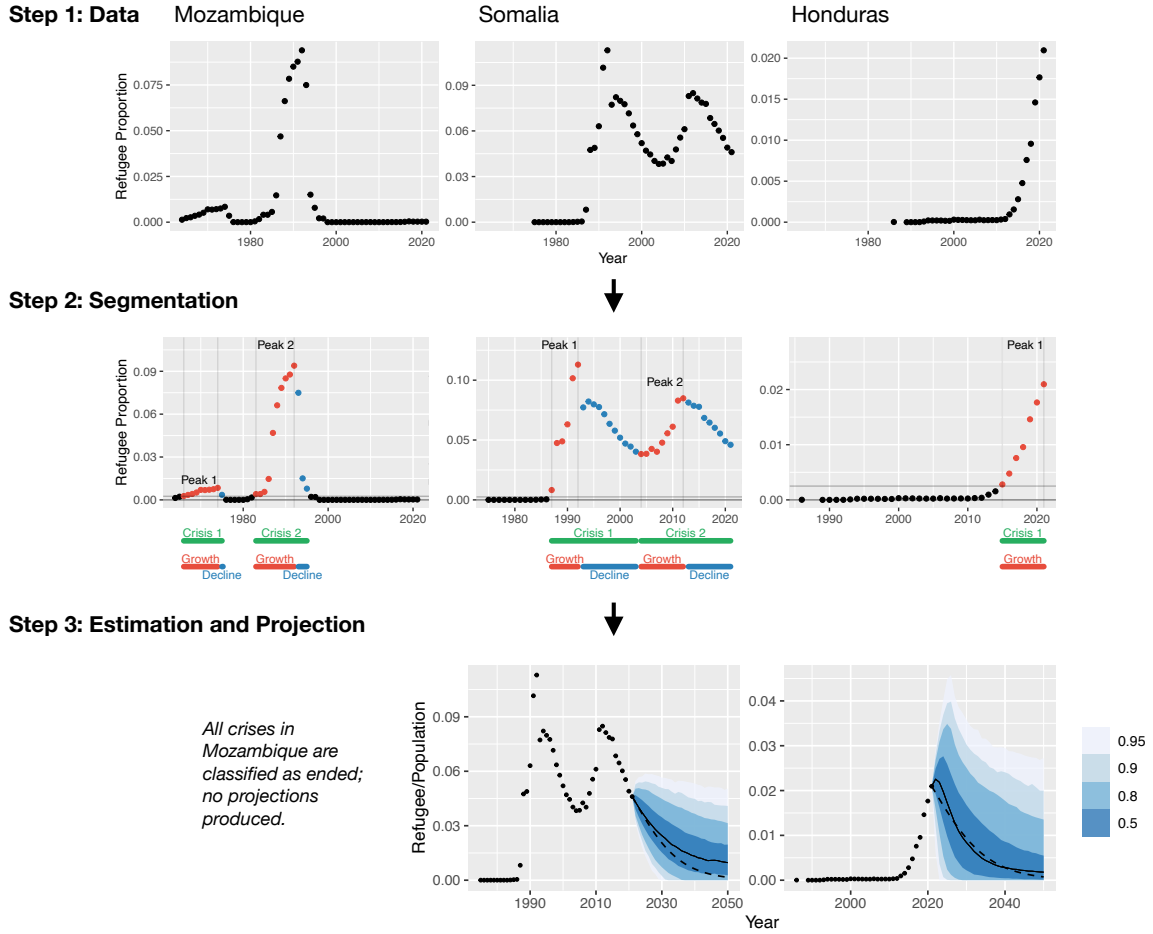 Step 1: Data
Mozambique
Somalia
Honduras
Refugee Proportion
0.075
0.050
0.025
0.000
1980
2000
2020
0.09
0.06
0.03
0.00
1980
2000
2020
Year
0.020
0.015
0.010
0.005
0.000
1980
2000
2020
Step 2: Segmentation
Refugee Proportion
0.09
0.06
0.03
0.00
Peak 2
Peak 1
1980
2000
2020
Crisis 1
Crisis 2
Growth
Growth
Decline
Decline
0.10
0.05
0.00
Peak 1
Peak 2
1980
1990
2000
2010
2020
Crisis 1
Crisis 2
Growth
Growth
Decline
Decline
0.02
0.01
0.00
Peak 1
1990
2000
2010
2020
Crisis 1
Growth
Step 3: Estimation and Projection
All crises in
Mozambique are
classified as ended;
no projections
produced.
Refugee/Population
0.09
0.06
0.03
0.00
1990
2010
2030
2050
0.04
0.03
0.02
0.01
0.00
2000
2020
2040
Year
0.95
0.9
0.8
0.5